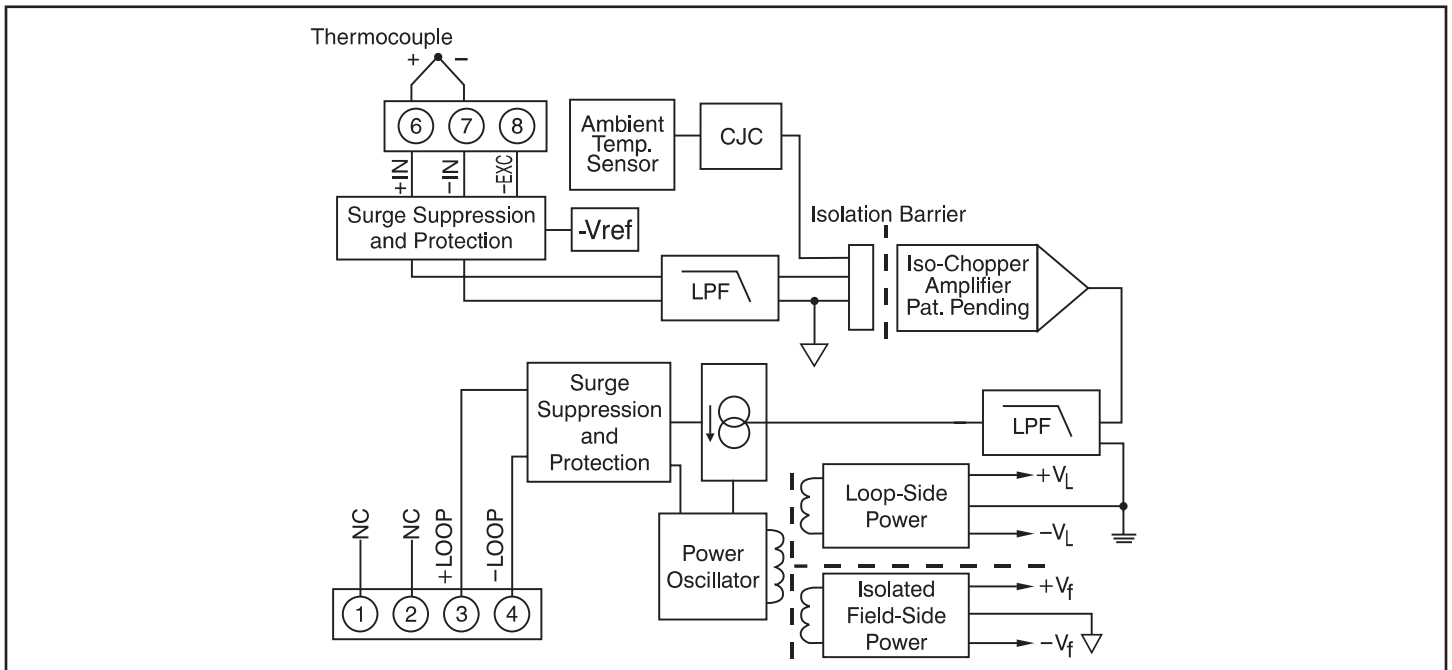 Thermocouple
+ −
6 7 8
+IN
−IN
−EXC
Surge Suppression
and Protection
-Vref
Ambient
Temp.
Sensor
CJC
Isolation Barrier
LPF
Iso-Chopper
Amplifier
Pat. Pending
Surge
Suppression
and
Protection
LPF
Loop-Side
Power
+VL
−VL
Power
Oscillator
Isolated
Field-Side
Power
+Vf
−Vf
NC
NC
+LOOP
−LOOP
1 2 3 4